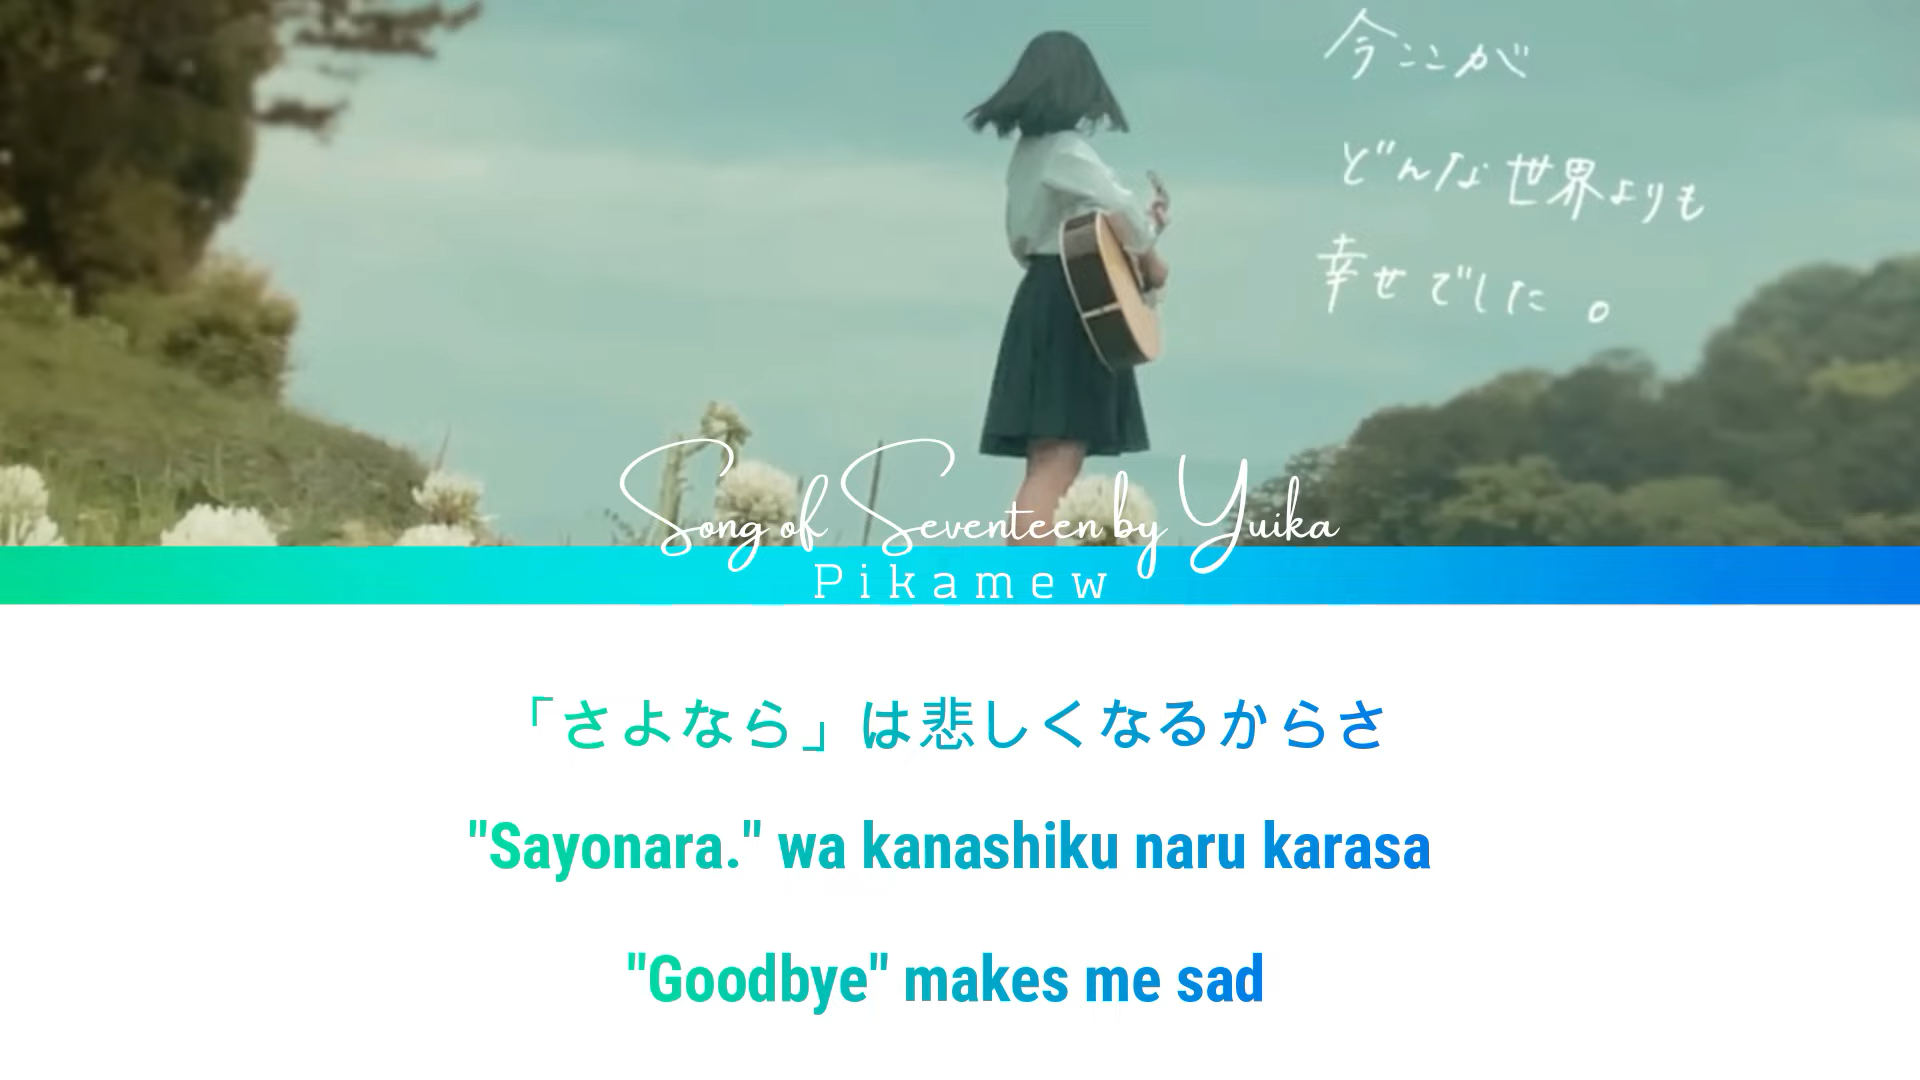 今ここが
どんな世界よりも
幸せでした。
Song of Seventeen by Yuika
Pikamew
「さよなら」は悲しくなるからさ
"Sayonara." wa kanashiku naru karasa
"Goodbye" makes me sad